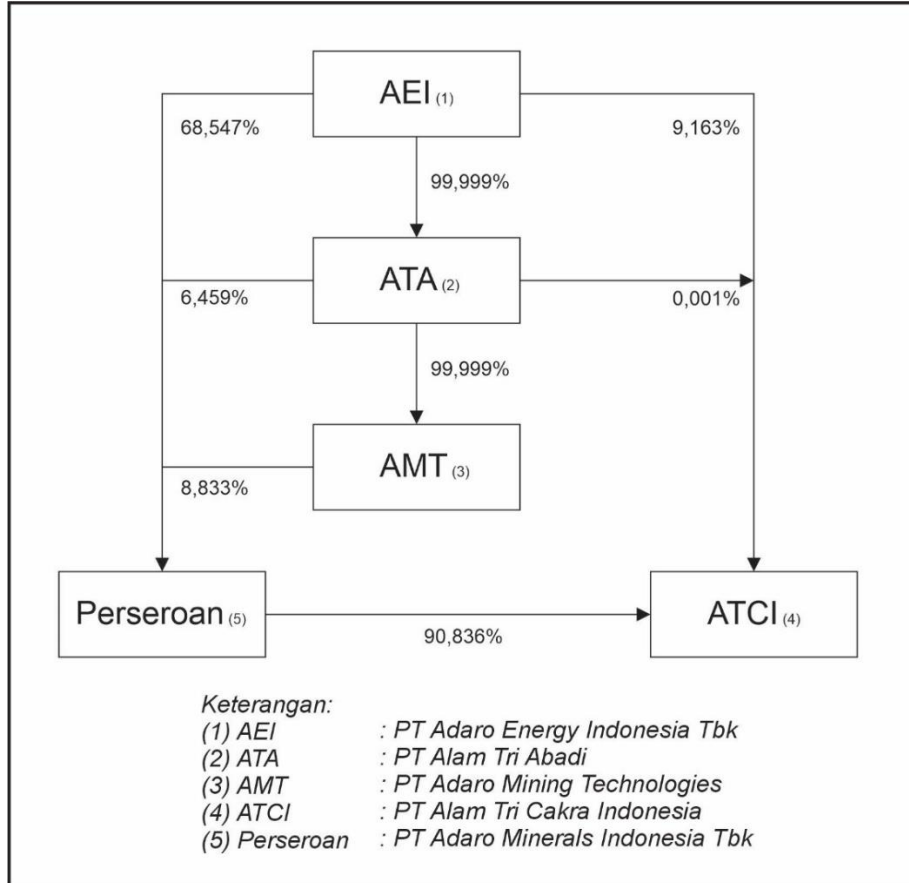 AEI (1)
68,547%
9,163%
99,999%
ATA (2)
6,459%
0,001%
99,999%
AMT (3)
8,833%
Perseroan (5)
ATCI (4)
90,836%
Keterangan:
(1) AEI : PT Adaro Energy Indonesia Tbk
(2) ATA : PT Alam Tri Abadi
(3) AMT : PT Adaro Mining Technologies
(4) ATCI : PT Alam Tri Cakra Indonesia
(5) Perseroan : PT Adaro Minerals Indonesia Tbk